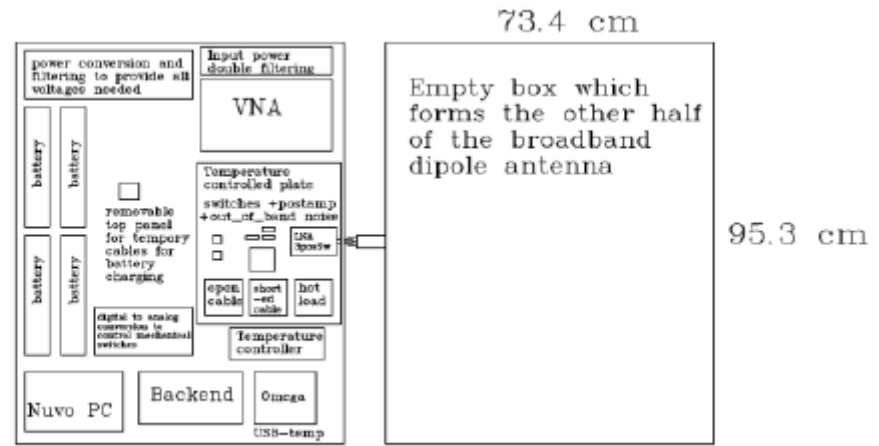 73.4 cm
power conversion and
filtering to provide all
voltages needed
Input power
double filtering
VNA
Empty box which
forms the other half
of the broadband
dipole antenna
battery
battery
Temperature
controlled plate
switches +postamp
+out_of_band noise
LNA
3posSw
removable
top panel
for tempory
cables for
battery
charging
95.3 cm
battery
battery
open
cable
short
-ed
cable
hot
load
digital to analog
conversion to
control mechanical
switches
Temperature
controller
Nuvo PC
Backend
Omega
USB-temp